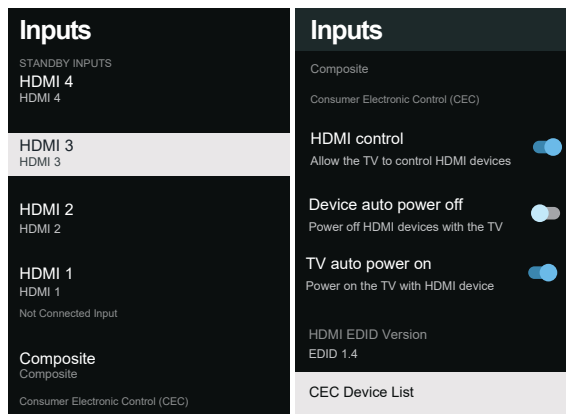 Inputs
STANDBY INPUTS
HDMI 4
HDMI 4
HDMI 3
HDMI 3
HDMI 2
HDMI 2
HDMI 1
HDMI 1
Not Connected Input
Composite
Composite
Consumer Electronic Control (CEC)
Inputs
Composite
Consumer Electronic Control (CEC)
HDMI control
Allow the TV to control HDMI devices
Device auto power off
Power off HDMI devices with the TV
TV auto power on
Power on the TV with HDMI device
HDMI EDID Version
EDID 1.4
CEC Device List